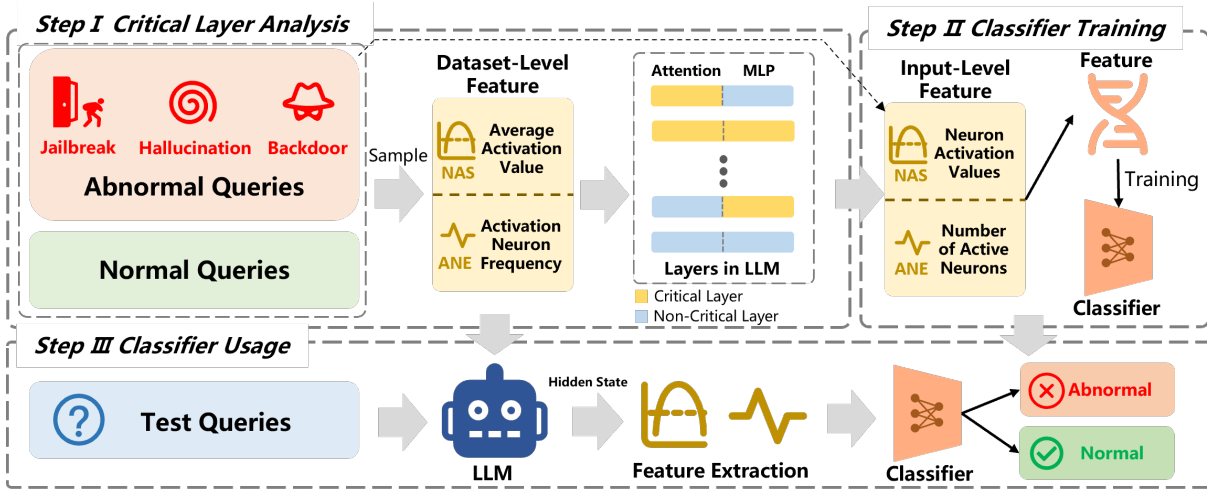 Step Ⅰ Critical Layer Analysis
Jailbreak
Hallucination
Backdoor
Abnormal Queries
Normal Queries
Sample
Dataset-Level
Feature
NAS
Average
Activation
Value
ANE
Activation
Neuron
Frequency
Attention
MLP
Layers in LLM
Critical Layer
Non-Critical Layer
Step Ⅱ Classifier Training
Input-Level
Feature
NAS
Neuron
Activation
Values
ANE
Number
of Active
Neurons
Feature
Training
Classifier
Step Ⅲ Classifier Usage
Test Queries
LLM
Hidden State
Feature Extraction
Classifier
Abnormal
Normal